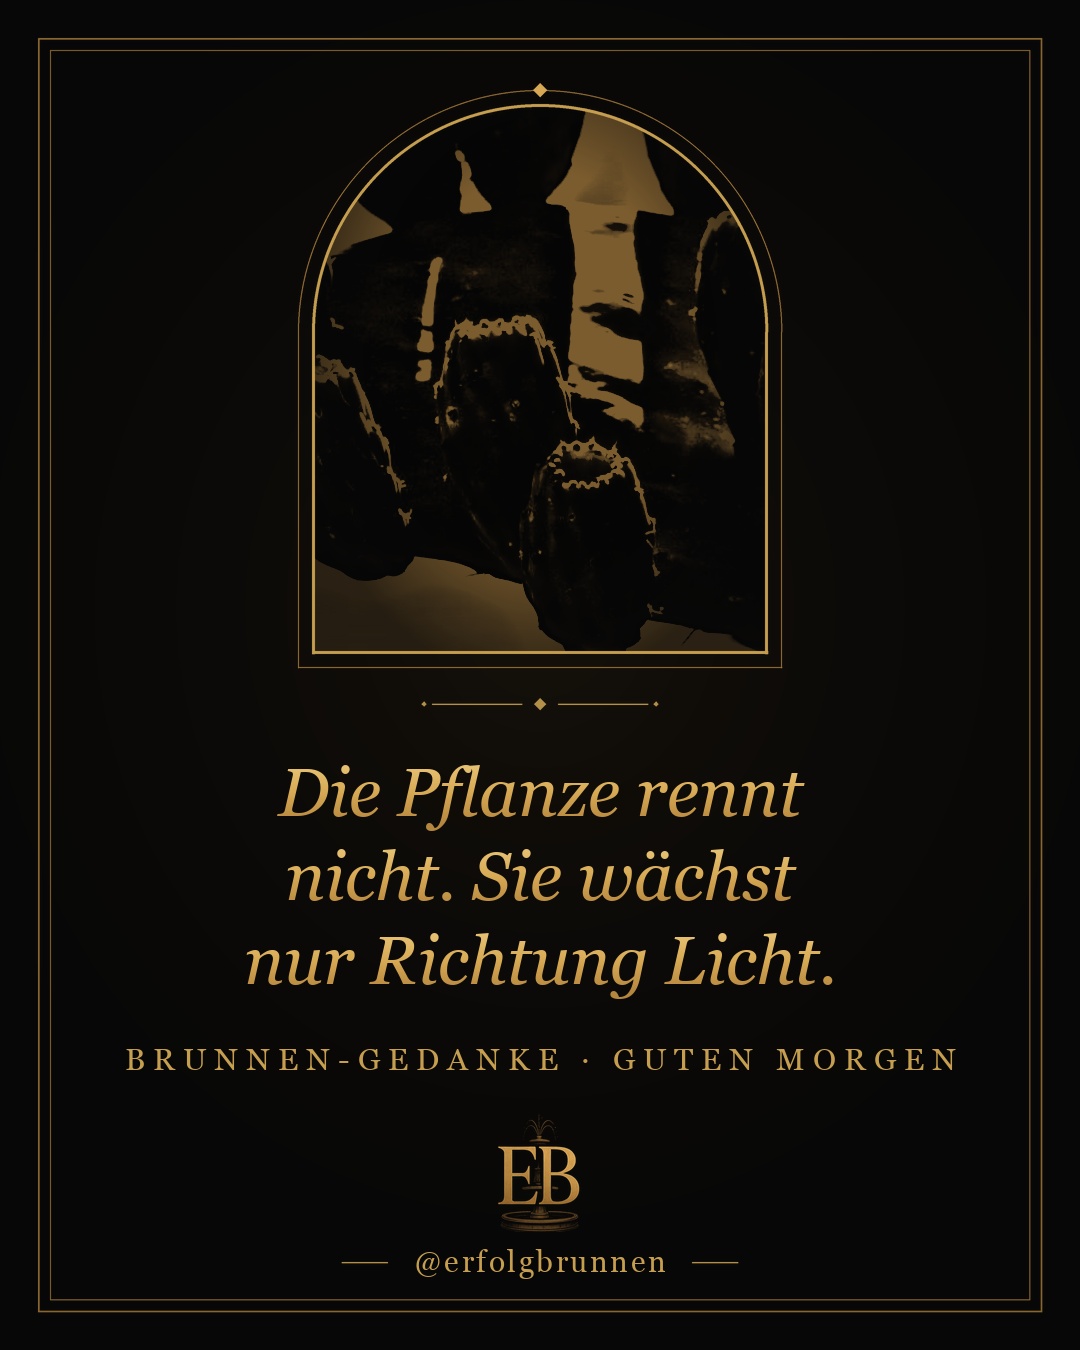 Die Pflanze rennt
nicht. Sie wächst
nur Richtung Licht.
BRUNNEN-GEDANKE · GUTEN MORGEN
EB
@erfolgbrunnen